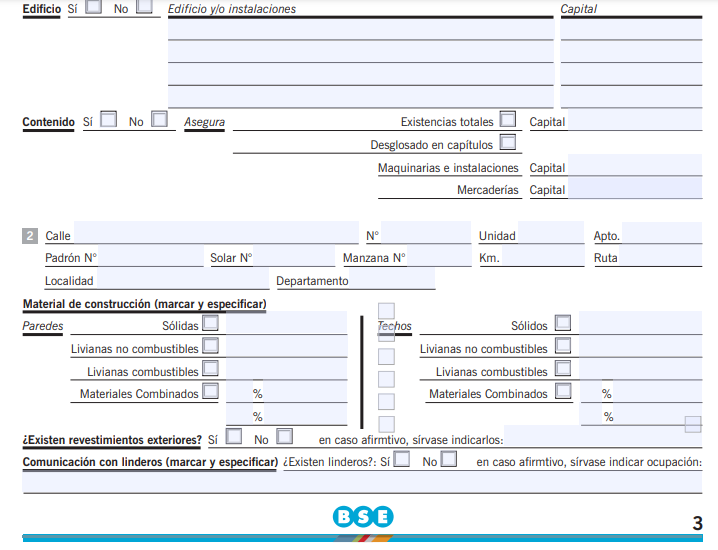 Edificio Sí No Edificio y/o instalaciones Capital
Contenido Sí No Asegura Existencias totales Capital
Desglosado en capítulos
Maquinarias e instalaciones Capital
Mercaderías Capital
2 Calle N° Unidad Apto.
Padrón N° Solar N° Manzana N° Km. Ruta
Localidad Departamento
Material de construcción (marcar y especificar)
Paredes Sólidas Techos Sólidos
Livianas no combustibles Livianas no combustibles
Livianas combustibles Livianas combustibles
Materiales Combinados % Materiales Combinados %
% %
¿Existen revestimientos exteriores? Sí No en caso afirmtivo, sírvase indicarlos:
Comunicación con linderos (marcar y especificar) ¿Existen linderos?: Sí No en caso afirmtivo, sírvase indicar ocupación:
BSE
3